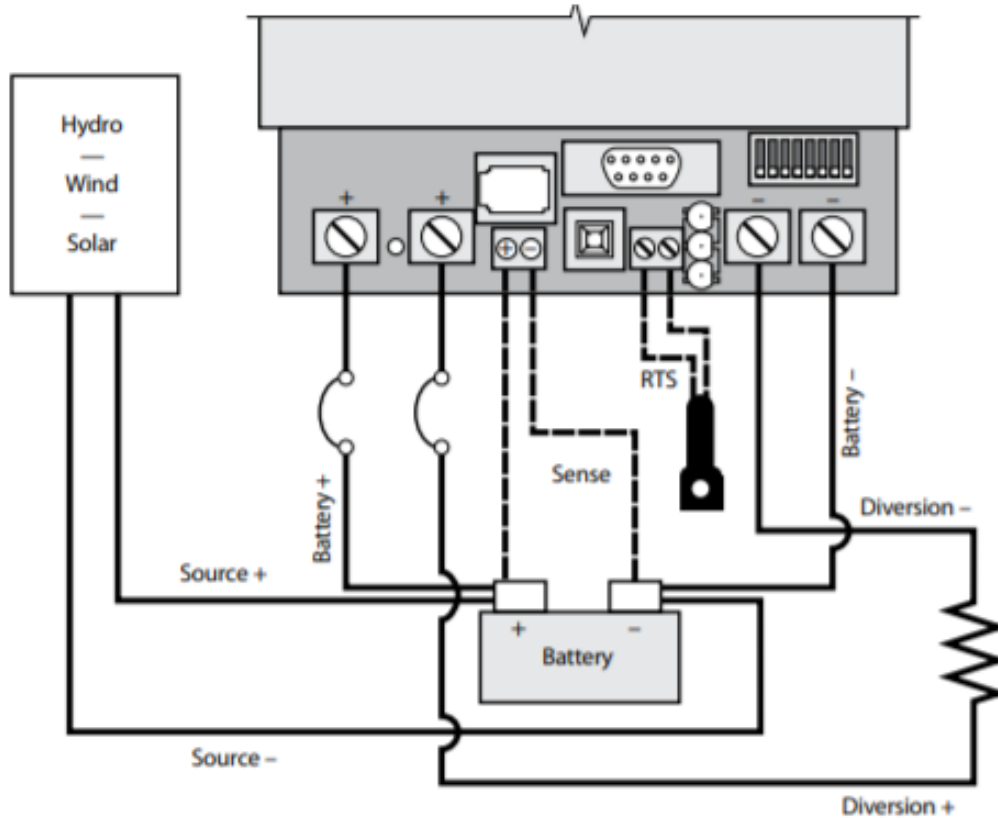 Hydro
—
Wind
—
Solar
+
+
+ −
−
−
RTS
Sense
Battery +
Battery −
Diversion −
Source +
+
−
Battery
Source −
Diversion +